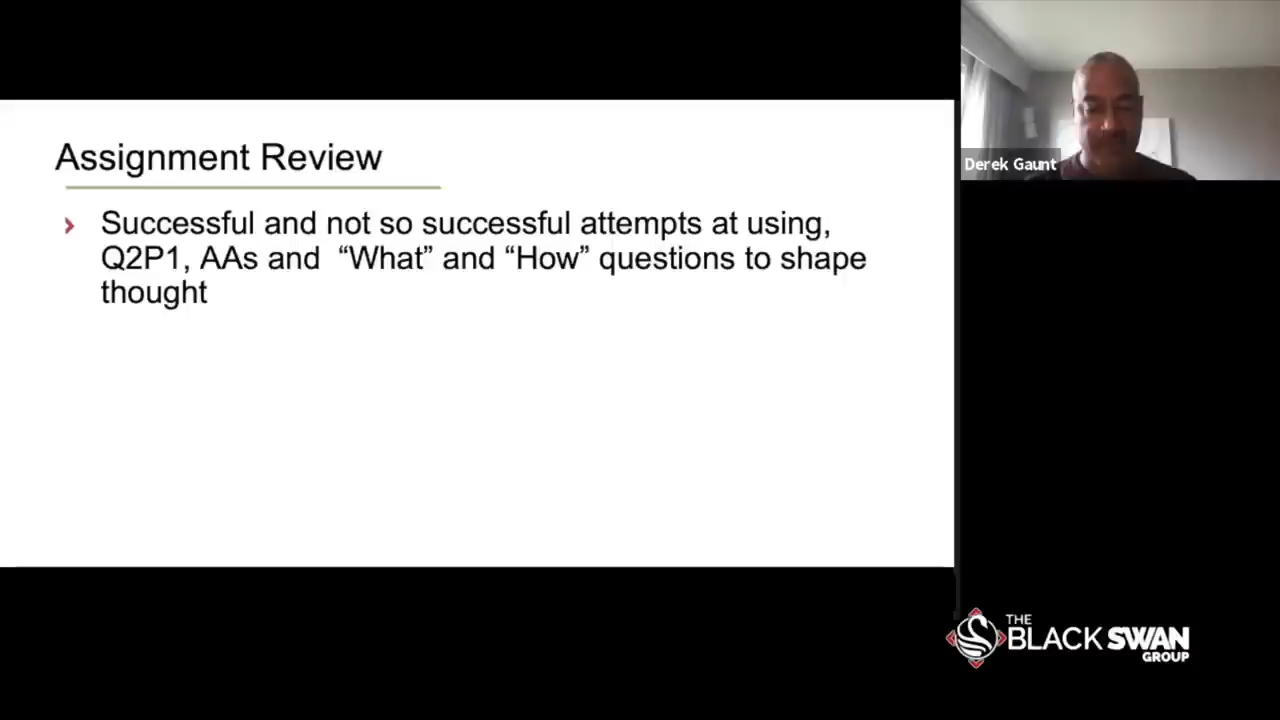 Assignment Review
Successful and not so successful attempts at using,
Q2P1, AAs and “What” and “How” questions to shape
thought
Derek Gaunt
THE
BLACK SWAN
GROUP